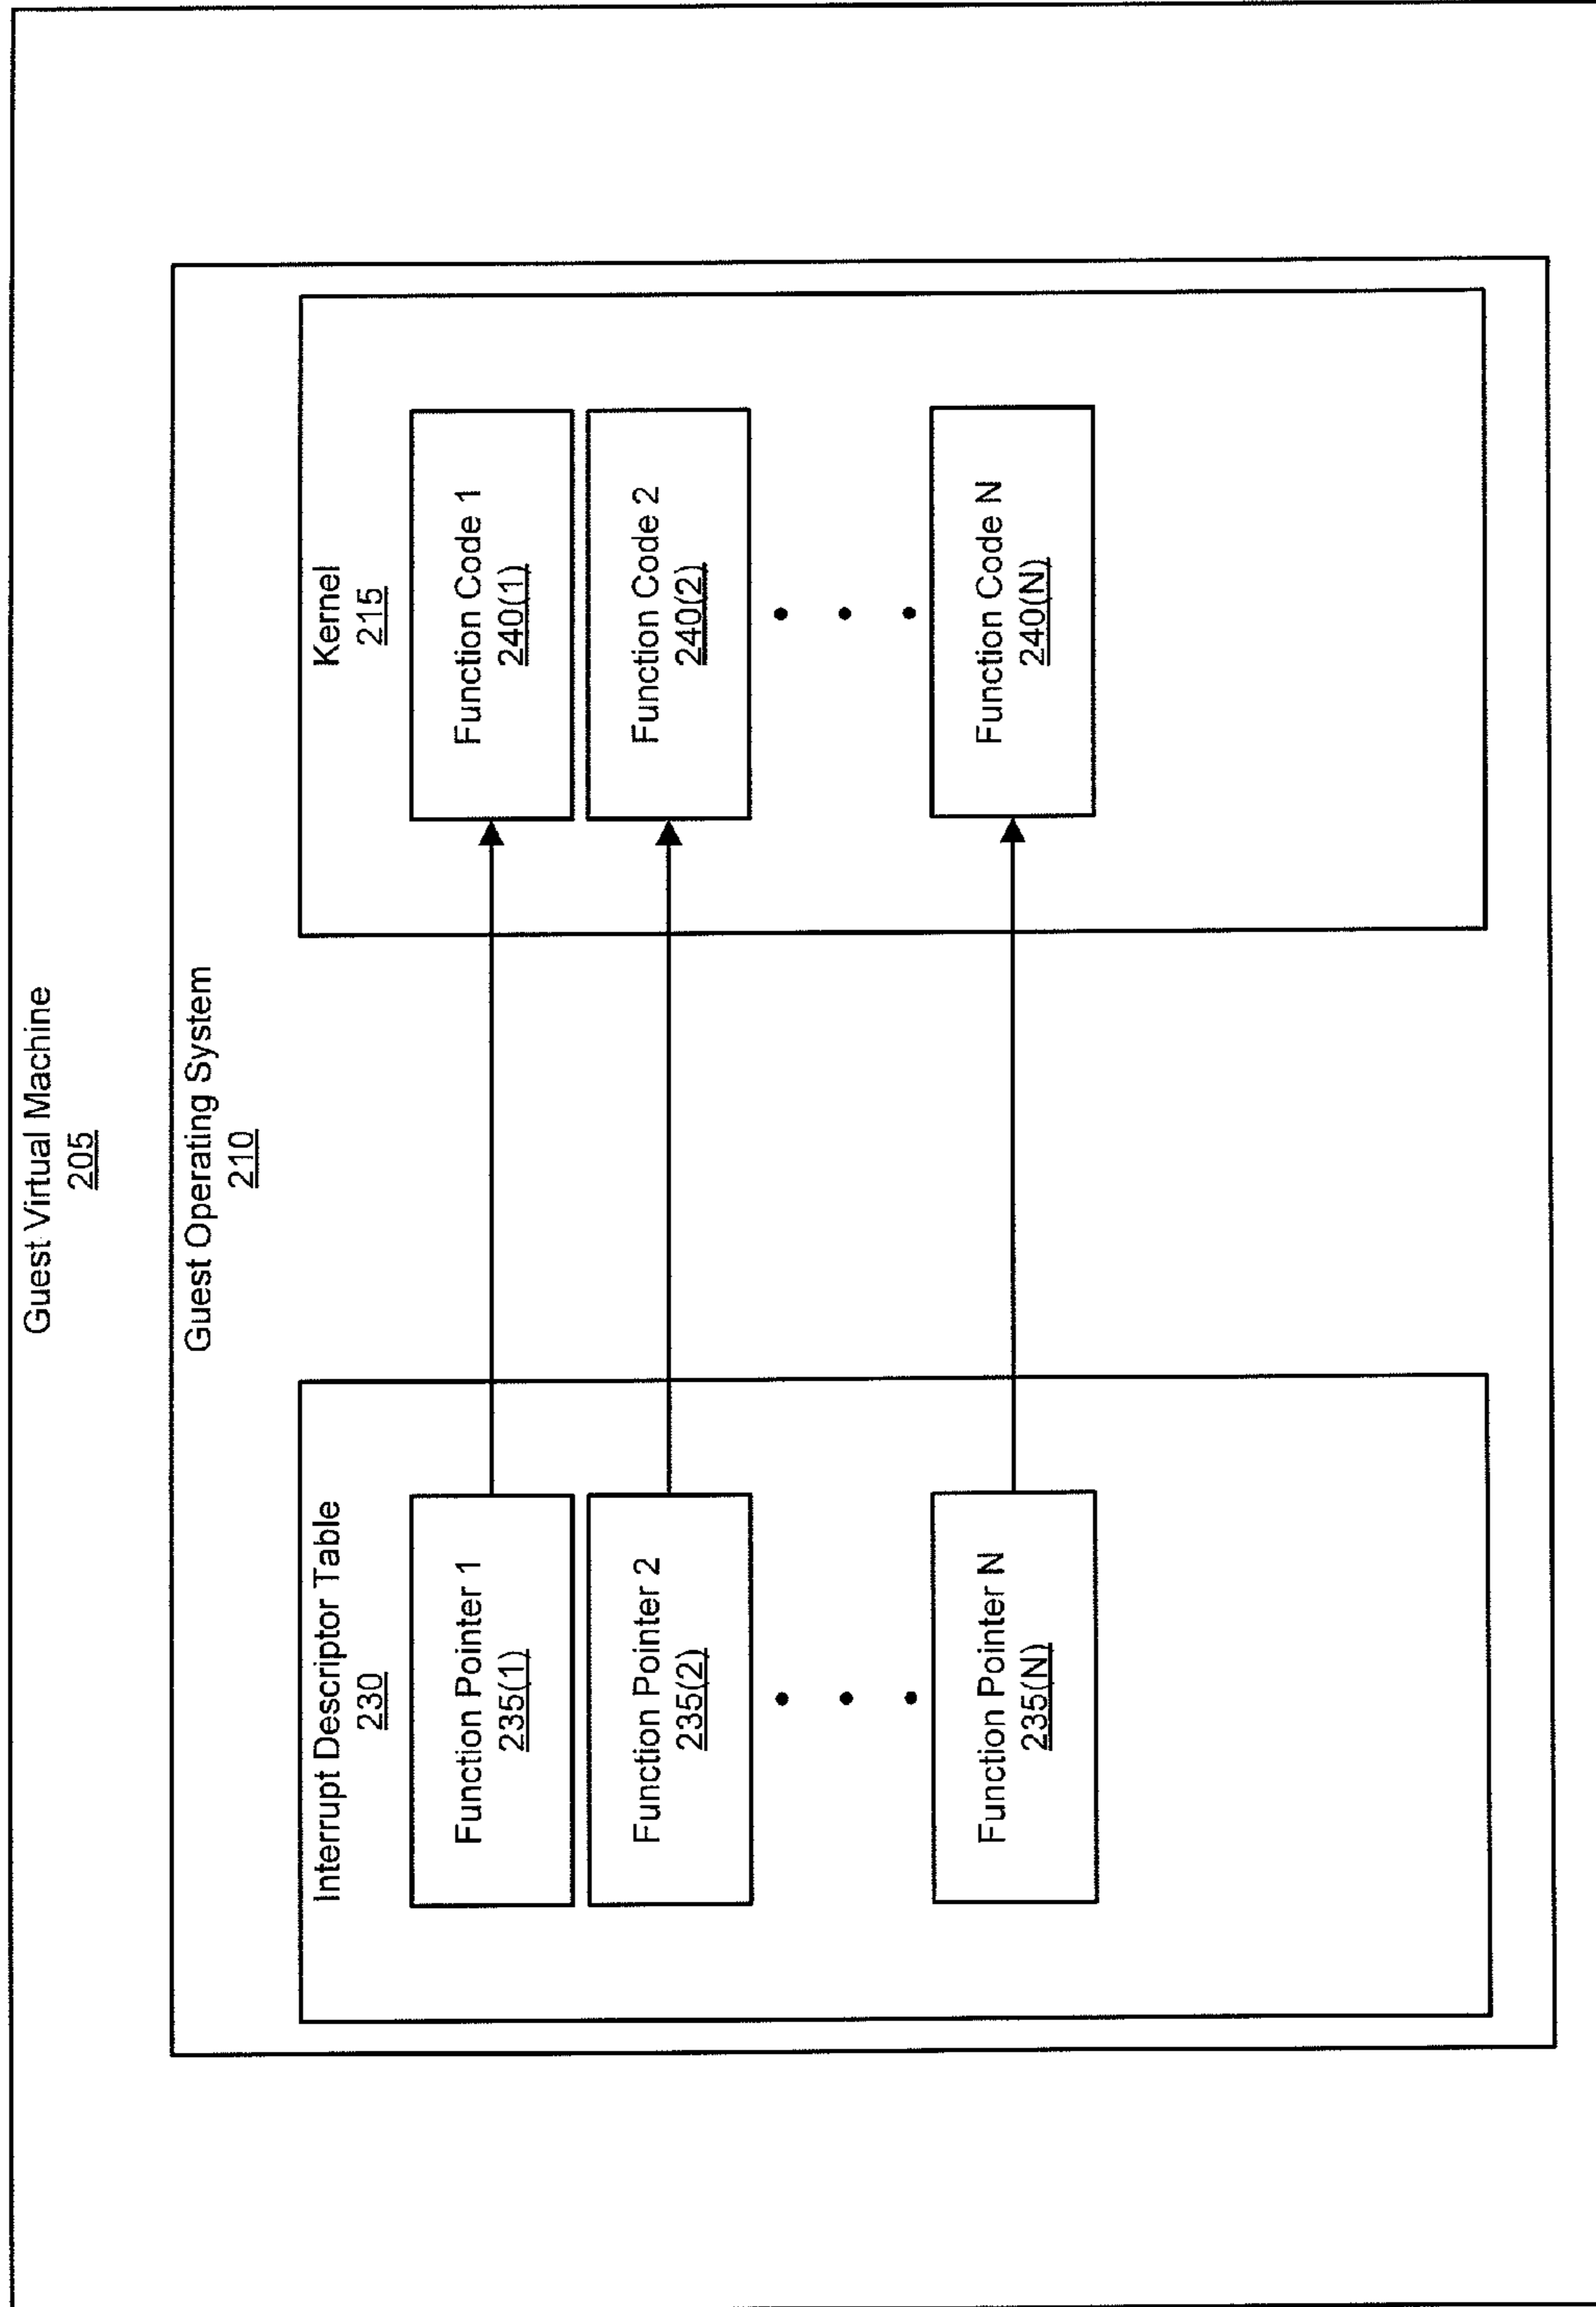 Guest Virtual Machine
205
Guest Operating System
210
Interrupt Descriptor Table
230
Function Pointer 1
235(1)
Function Pointer 2
235(2)
Function Pointer N
235(N)
Kernel
215
Function Code 1
240(1)
Function Code 2
240(2)
Function Code N
240(N)